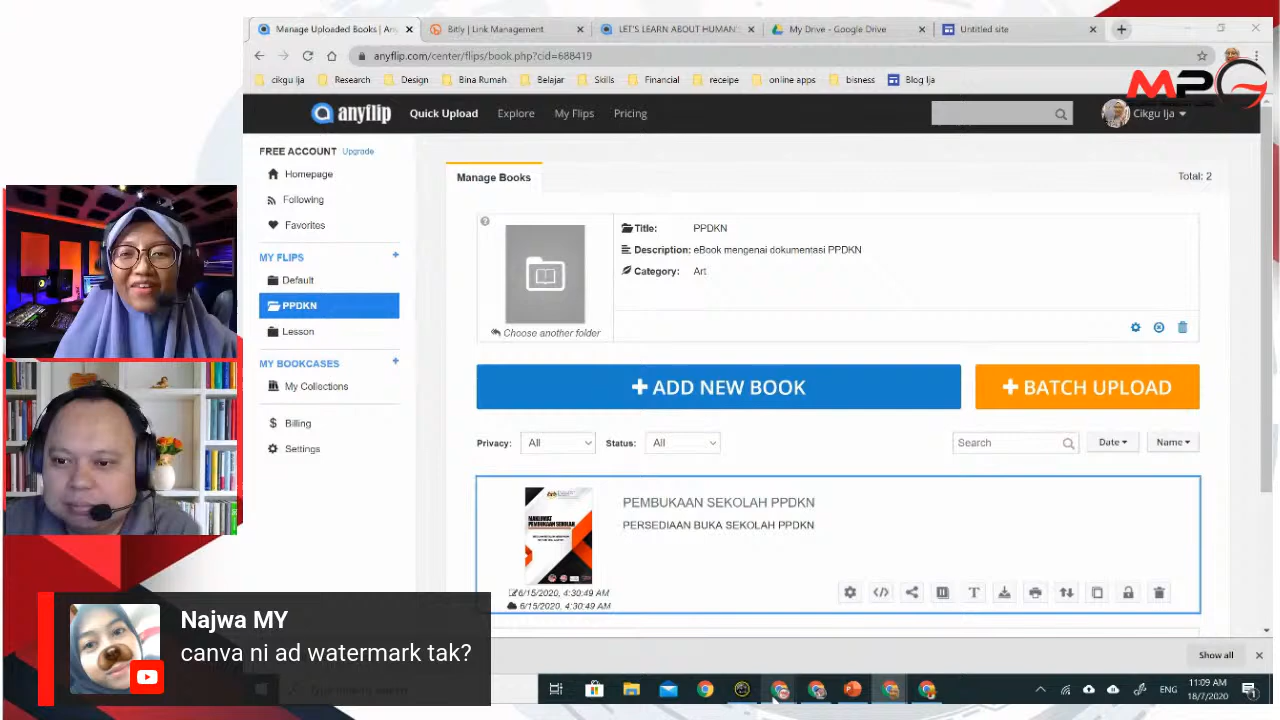 Manage Uploaded Books | An
Bitly | Link Management
LET'S LEARN ABOUT HUMAN'
My Drive - Google Drive
Untitled site
anyflip.com/center/flips/book.php?cid=688419
cikgu Ija
Research
Design
Bina Rumah
Belajar
Skills
Financial
receipe
online apps
bisness
Blog Ija
MPG
anyflip
Quick Upload
Explore
My Flips
Pricing
Cikgu Ija
FREE ACCOUNT Upgrade
Homepage
Following
Favorites
MY FLIPS +
Default
PPDKN
Lesson
MY BOOKCASES +
My Collections
$ Billing
Settings
Manage Books
Total: 2
Title: PPDKN
Description: eBook mengenai dokumentasi PPDKN
Category: Art
Choose another folder
+ ADD NEW BOOK
+ BATCH UPLOAD
Privacy: All
Status: All
Search
Date
Name
MAKLUMAT
PEMBUKAAN SEKOLAH
PEMBUKAAN SEKOLAH PPDKN
PERSEDIAAN BUKA SEKOLAH PPDKN
6/15/2020, 4:30:49 AM
6/15/2020, 4:30:49 AM
Show all
Najwa MY
canva ni ad watermark tak?
ENG
11:09 AM
18/7/2020